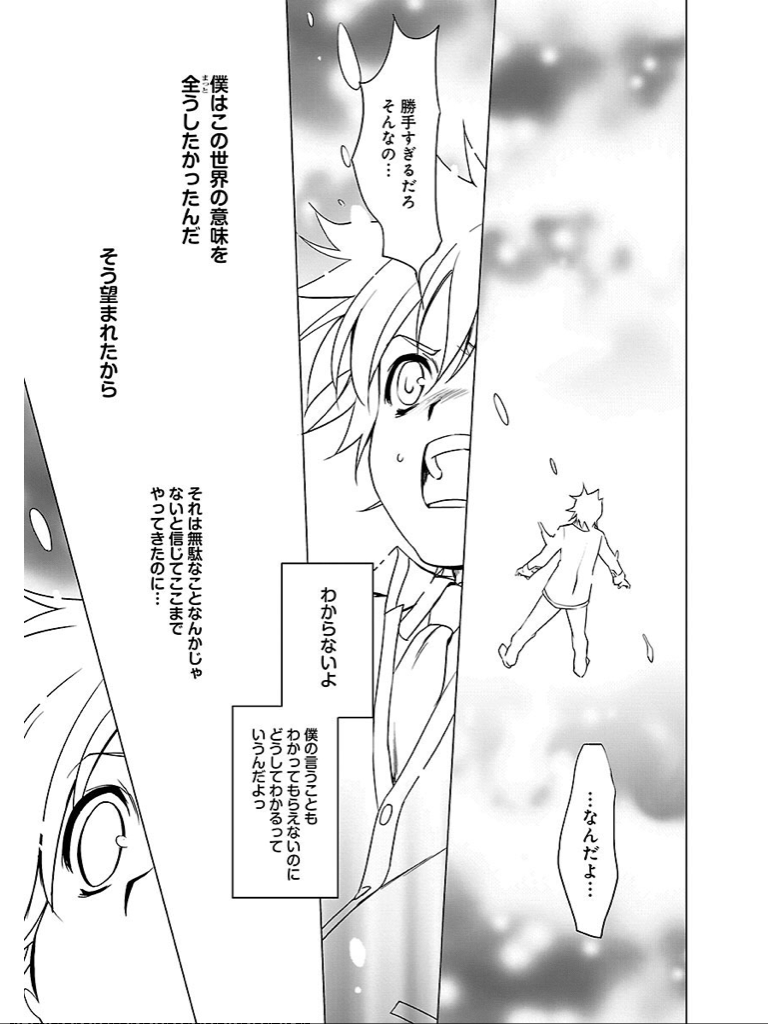 …なんだよ…
勝手すぎるだろ
そんなの…
わからないよ
僕の言うことも
わかってもらえないのに
どうしてわかるって
いうんだよっ
僕はこの世界の意味を
全うしたかったんだ
まっと
そう望まれたから
それは無駄なことなんかじゃ
ないと信じてここまで
やってきたのに…